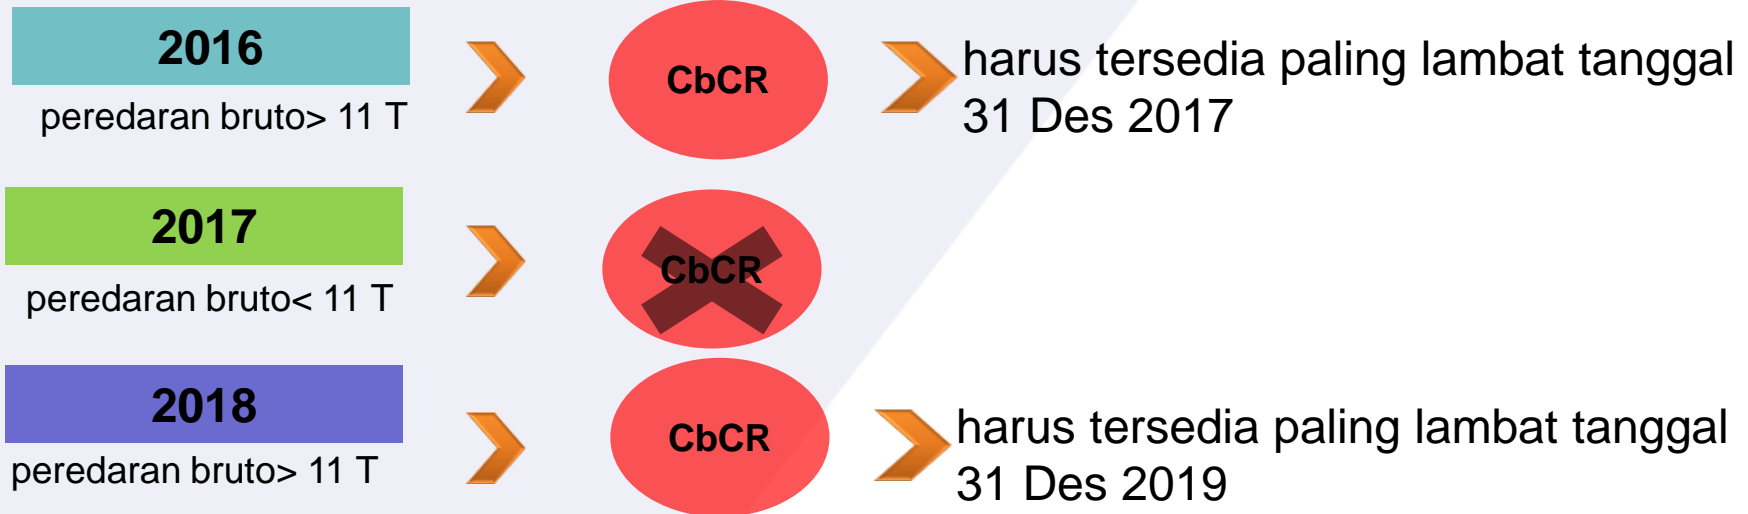 2016
peredaran bruto> 11 T
CbCR
harus tersedia paling lambat tanggal
31 Des 2017
2017
peredaran bruto< 11 T
CbCR
2018
peredaran bruto> 11 T
CbCR
harus tersedia paling lambat tanggal
31 Des 2019